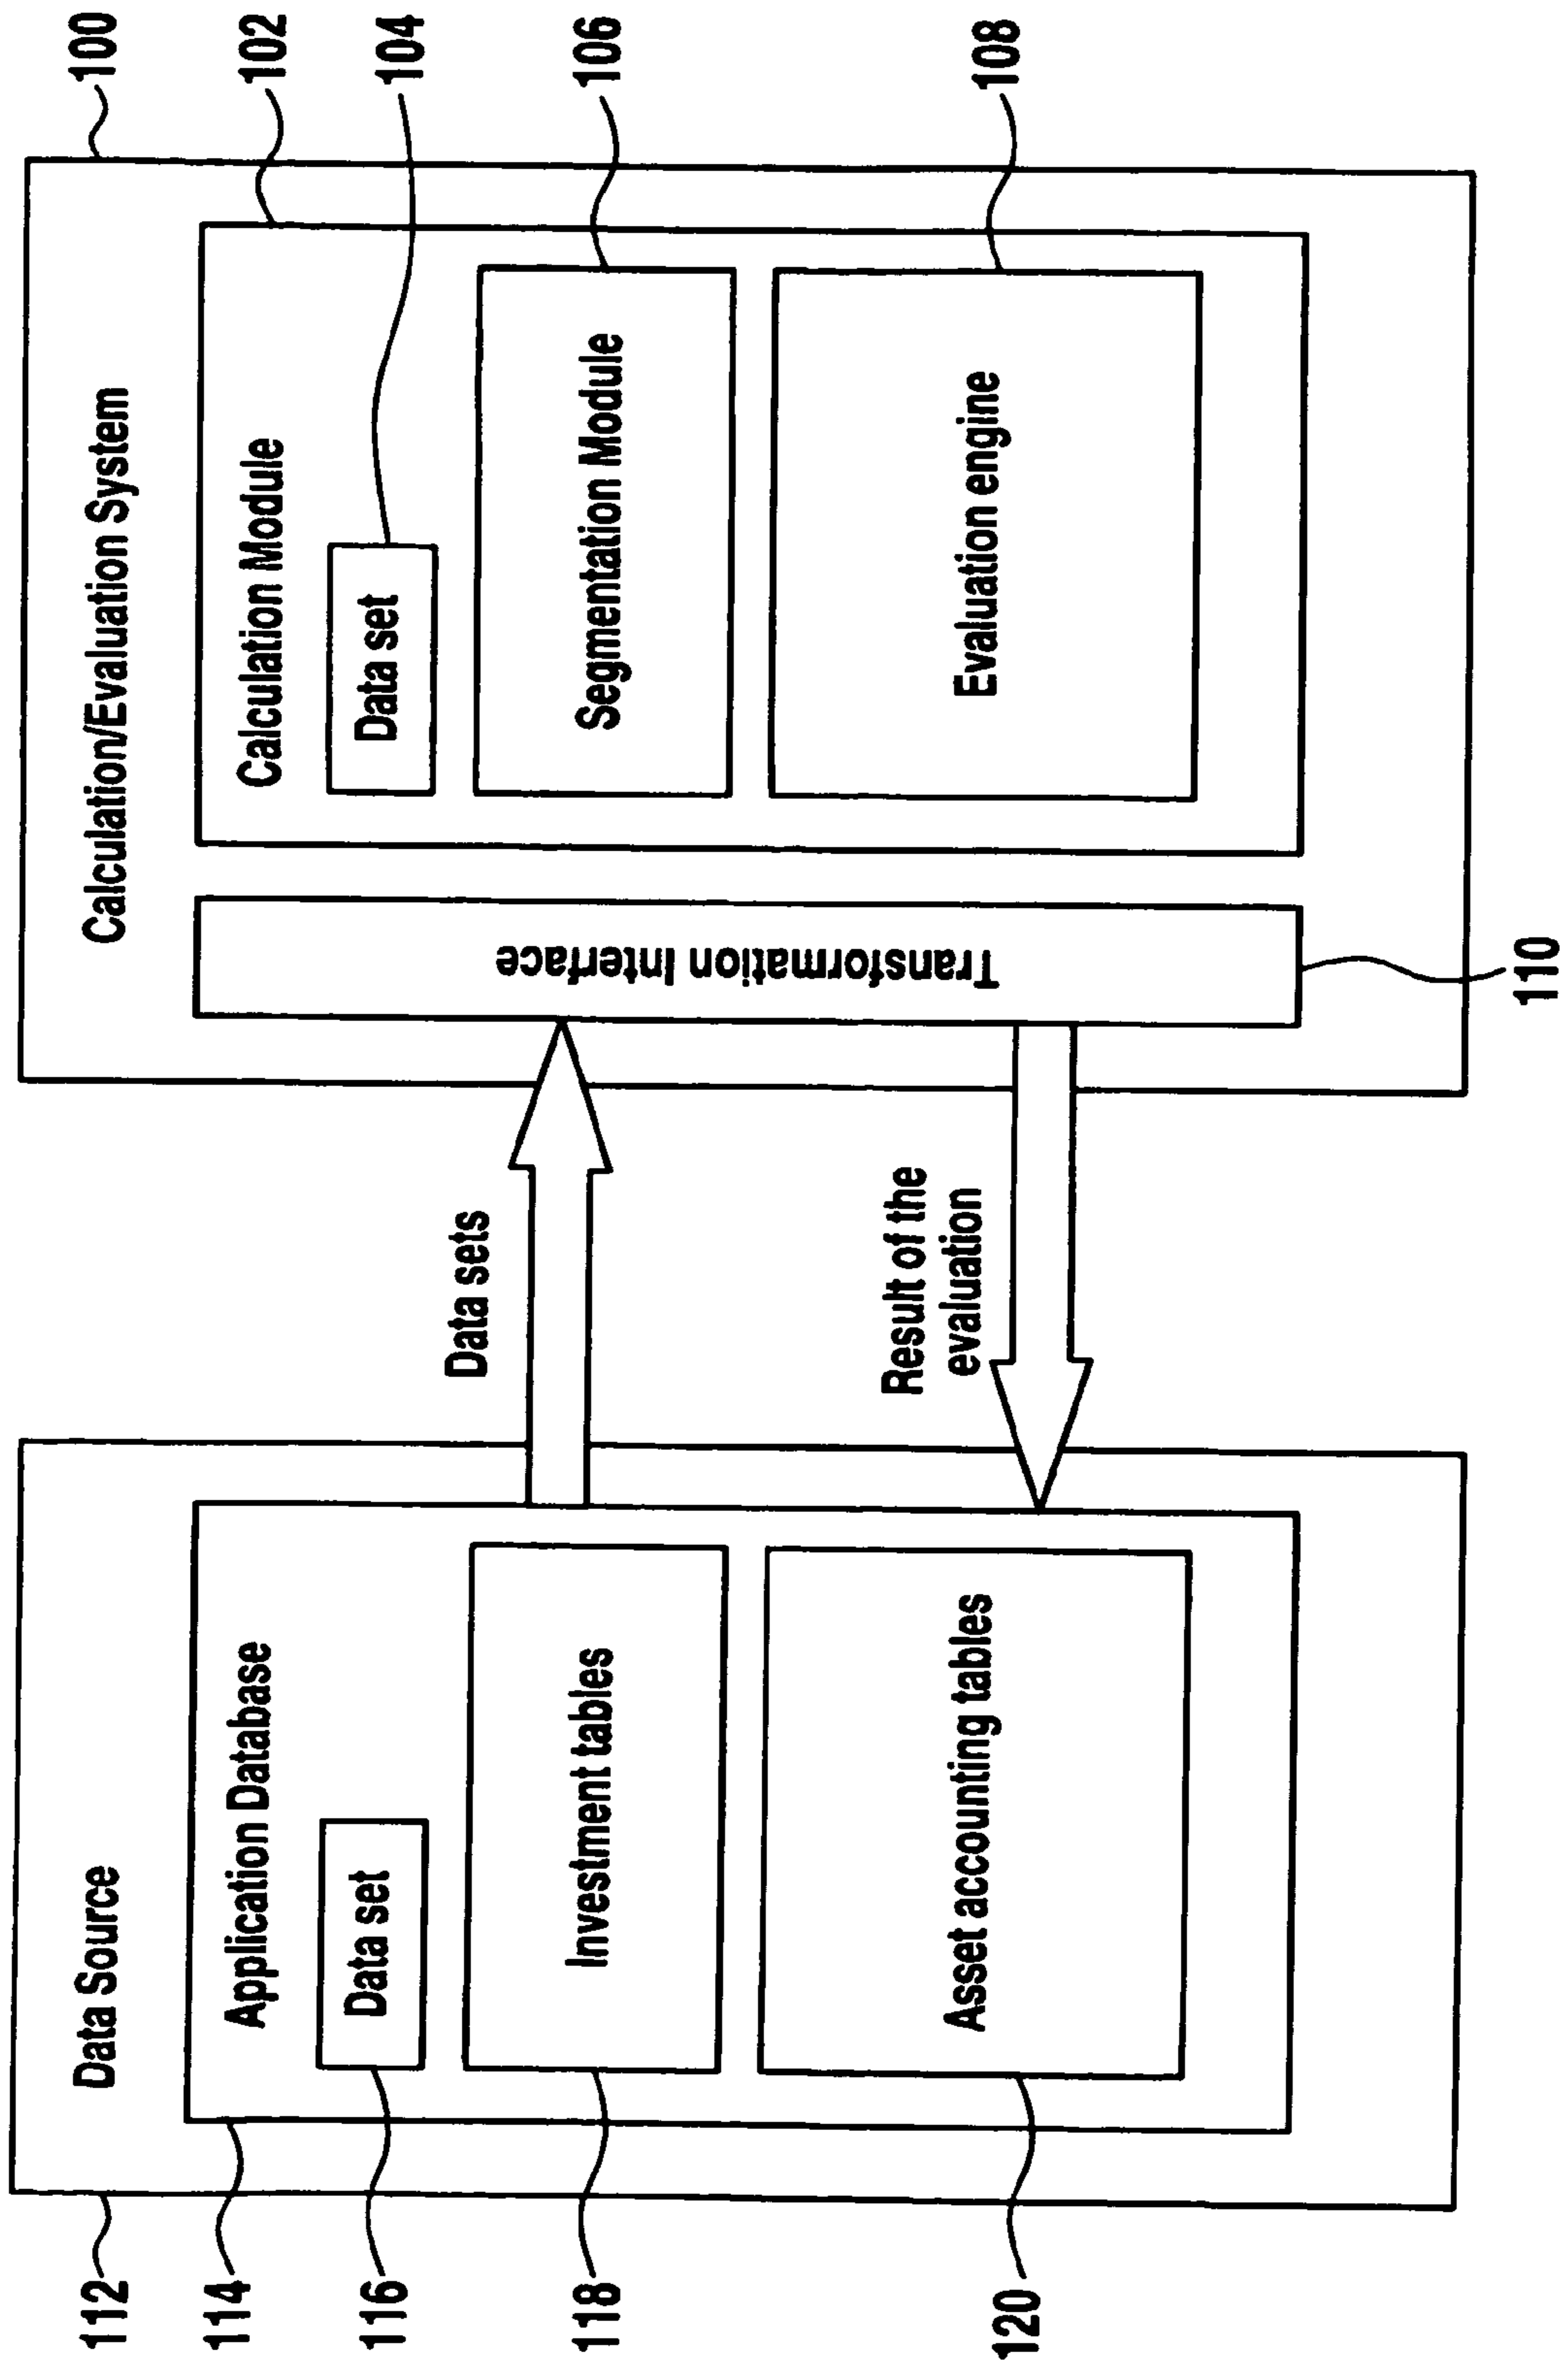 Data Source
Application Database
Data set
Investment tables
Asset accounting tables
112
114
116
118
120
Data sets
Result of the
evaluation
Calculation/Evaluation System
Transformation Interface
Calculation Module
Data set
Segmentation Module
Evaluation engine
100
102
104
106
108
110